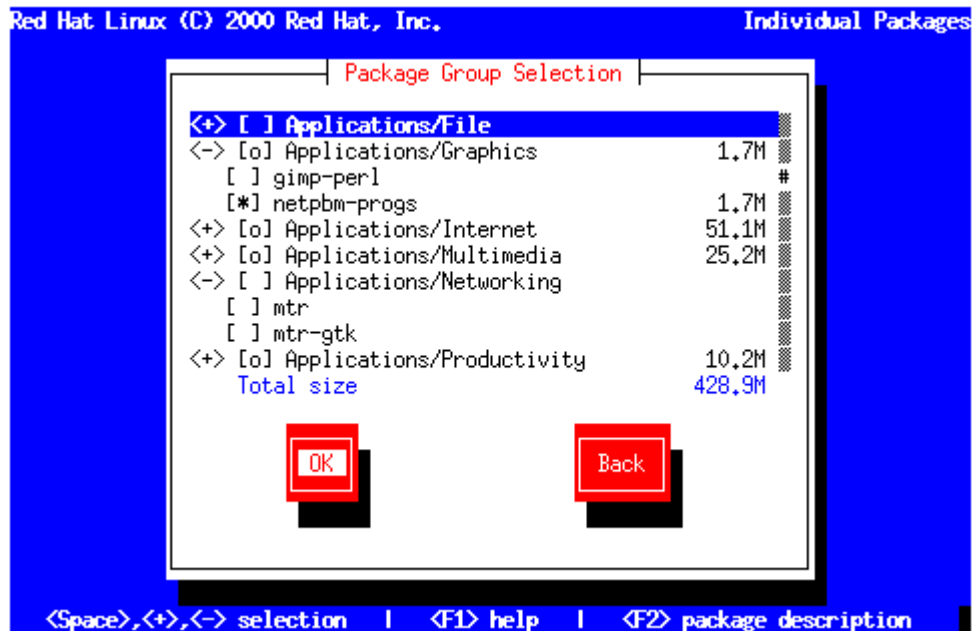 Red Hat Linux (C) 2000 Red Hat, Inc. Individual Packages
Package Group Selection
<+> [ ] Applications/File
<-> [o] Applications/Graphics 1.7M
[ ] gimp-perl #
[*] netpbm-progs 1.7M
<+> [o] Applications/Internet 51.1M
<+> [o] Applications/Multimedia 25.2M
<-> [ ] Applications/Networking
[ ] mtr
[ ] mtr-gtk
<+> [o] Applications/Productivity 10.2M
Total size 428.9M
OK Back
<Space>,<+>,<-> selection | <F1> help | <F2> package description